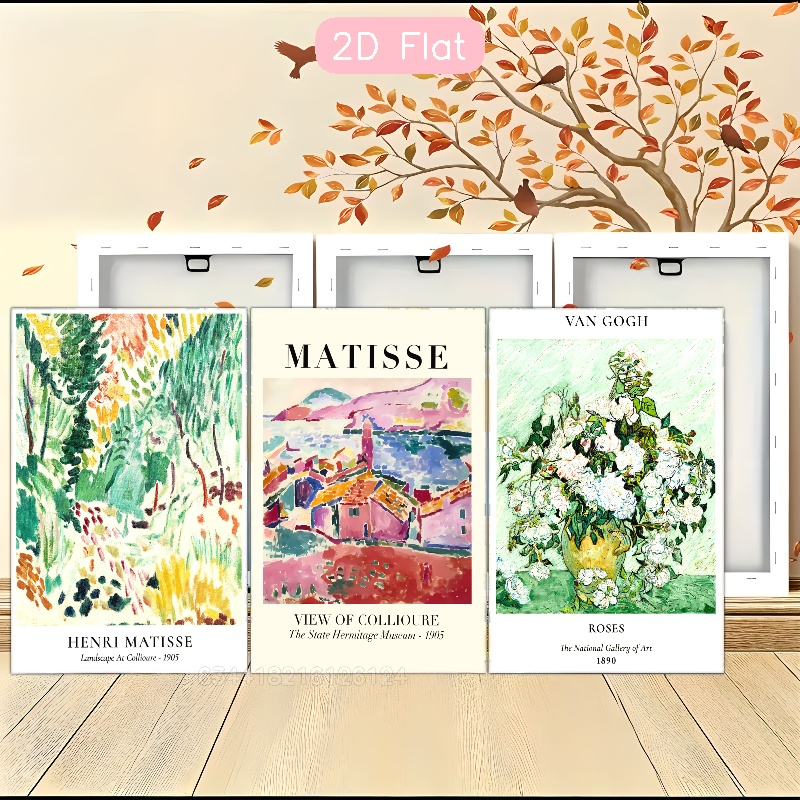 2D Flat
HENRI MATISSE
Landscape At Collioure - 1905
MATISSE
VIEW OF COLLIOURE
The State Hermitage Museum - 1905
VAN GOGH
ROSES
The National Gallery of Art
1890